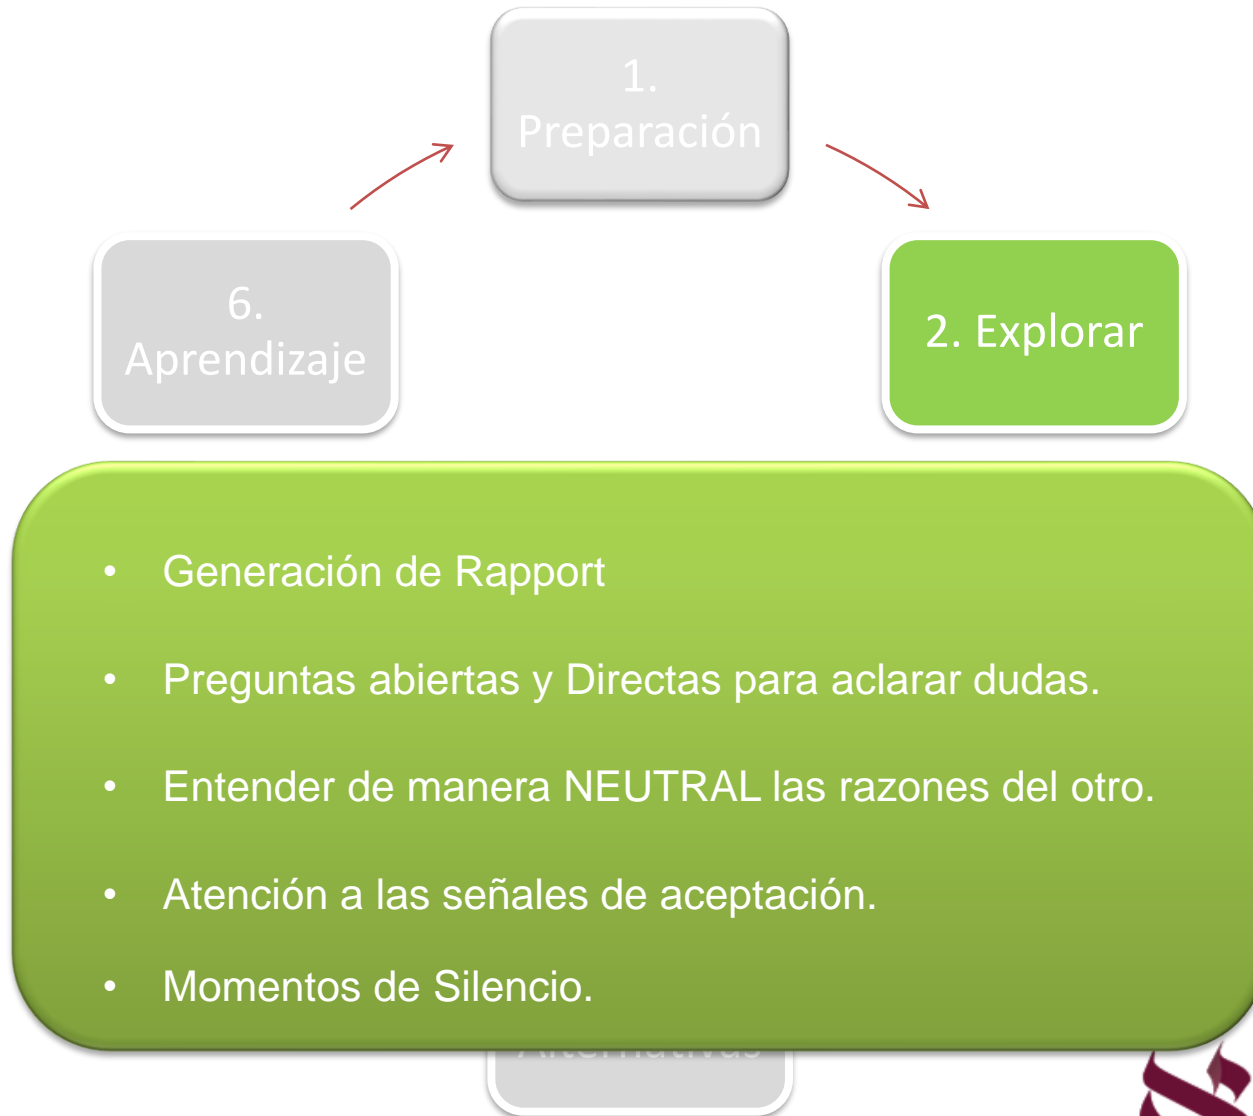 1.
Preparación
6.
Aprendizaje
2. Explorar
• Generación de Rapport
• Preguntas abiertas y Directas para aclarar dudas.
• Entender de manera NEUTRAL las razones del otro.
• Atención a las señales de aceptación.
• Momentos de Silencio.
Alternativas